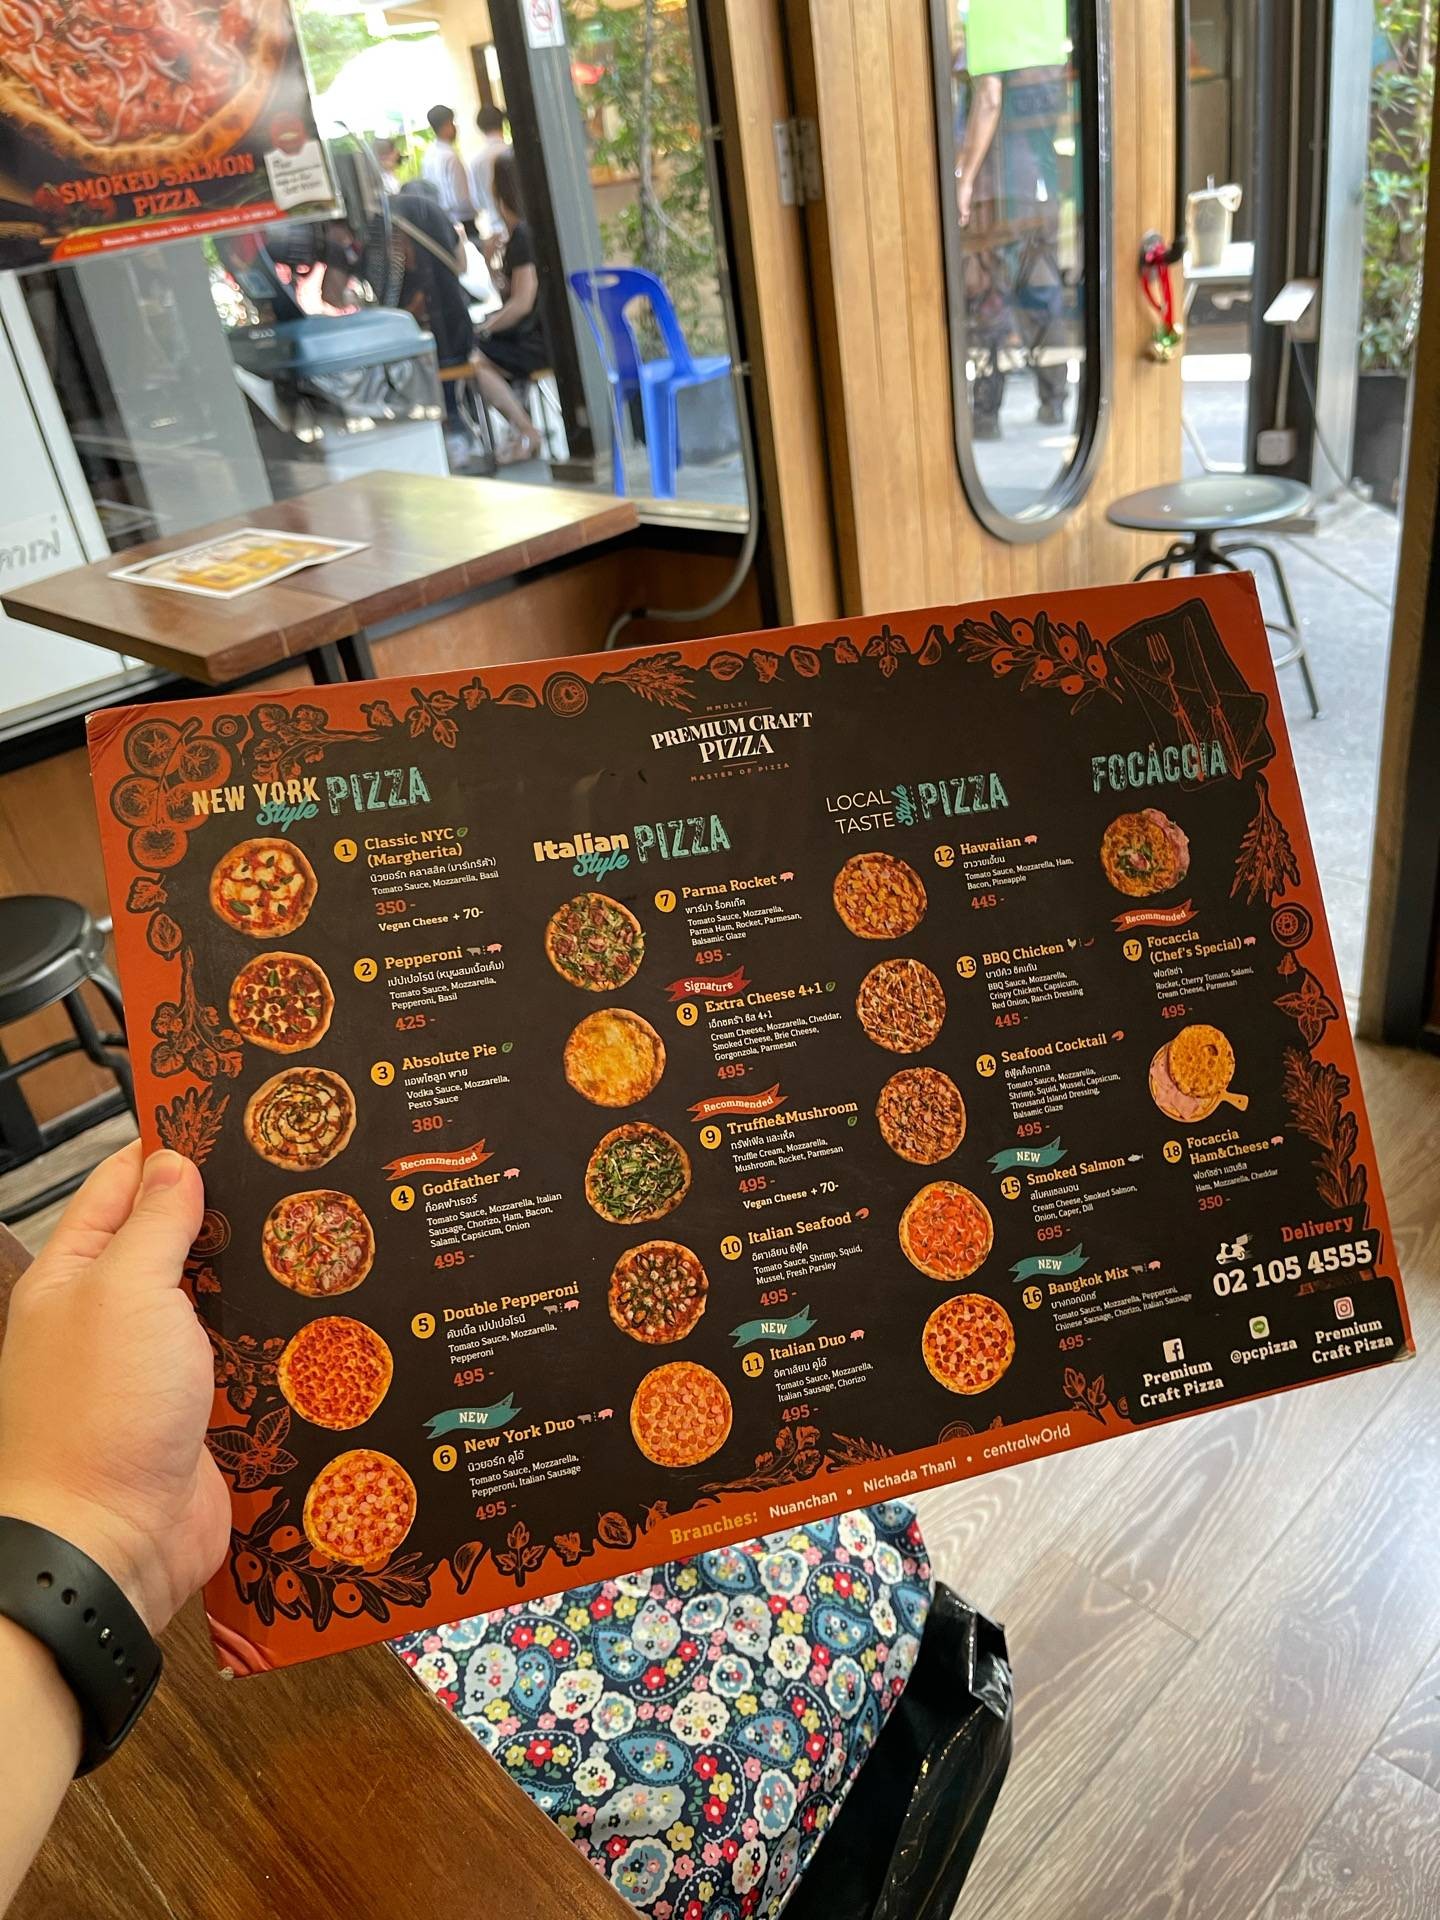 SMOKED SALMON
PIZZA
MMDLXI
PREMIUM CRAFT
PIZZA
MASTER OF PIZZA
NEW YORK Style PIZZA
1 Classic NYC
(Margherita)
นิวยอร์ก คลาสสิค (มาร์เกริต้า)
Tomato Sauce, Mozzarella, Basil
350 -
Vegan Cheese + 70-
2 Pepperoni
เปปเปอโรนี (หมูผสมเนื้อเค็ม)
Tomato Sauce, Mozzarella,
Pepperoni, Basil
425 -
3 Absolute Pie
แอพโซลูท พาย
Vodka Sauce, Mozzarella,
Pesto Sauce
380 -
Recommended
4 Godfather
ก็อดฟาเธอร์
Tomato Sauce, Mozzarella, Italian
Sausage, Chorizo, Ham, Bacon,
Salami, Capsicum, Onion
495 -
5 Double Pepperoni
ดับเบิ้ล เปปเปอโรนี
Tomato Sauce, Mozzarella,
Pepperoni
495 -
NEW
6 New York Duo
นิวยอร์ก ดูโอ้
Tomato Sauce, Mozzarella,
Pepperoni, Italian Sausage
495 -
Italian Style PIZZA
7 Parma Rocket
พาร์ม่า ร็อคเก็ต
Tomato Sauce, Mozzarella,
Parma Ham, Rocket, Parmesan,
Balsamic Glaze
495 -
Signature
8 Extra Cheese 4+1
เอ็กซตร้า ชีส 4+1
Cream Cheese, Mozzarella, Cheddar,
Smoked Cheese, Brie Cheese,
Gorgonzola, Parmesan
495 -
Recommended
9 Truffle&Mushroom
ทรัฟเฟิล และเห็ด
Truffle Cream, Mozzarella,
Mushroom, Rocket, Parmesan
495 -
Vegan Cheese + 70-
10 Italian Seafood
อิตาเลียน ซีฟู้ด
Tomato Sauce, Shrimp, Squid,
Mussel, Fresh Parsley
495 -
NEW
11 Italian Duo
อิตาเลียน ดูโอ้
Tomato Sauce, Mozzarella,
Italian Sausage, Chorizo
495 -
LOCAL TASTE Style PIZZA
12 Hawaiian
ฮาวายเอี้ยน
Tomato Sauce, Mozzarella, Ham,
Bacon, Pineapple
445 -
13 BBQ Chicken
บาบีคิว ชิคเก้น
BBQ Sauce, Mozzarella,
Crispy Chicken, Capsicum,
Red Onion, Ranch Dressing
445 -
14 Seafood Cocktail
ซีฟู้ดค็อกเทล
Tomato Sauce, Mozzarella,
Shrimp, Squid, Mussel, Capsicum,
Thousand Island Dressing,
Balsamic Glaze
495 -
NEW
15 Smoked Salmon
สโมคแซลมอน
Cream Cheese, Smoked Salmon,
Onion, Caper, Dill
695 -
NEW
16 Bangkok Mix
บางกอกมิกซ์
Tomato Sauce, Mozzarella, Pepperoni,
Chinese Sausage, Chorizo, Italian Sausage
495 -
FOCACCIA
Recommended
17 Focaccia
(Chef's Special)
ฟอกัซซ่า
Rocket, Cherry Tomato, Salami,
Cream Cheese, Parmesan
495 -
18 Focaccia
Ham&Cheese
ฟอกัซซ่า แฮมชีส
Ham, Mozzarella, Cheddar
350 -
Delivery
02 105 4555
Premium
Craft Pizza
@pcpizza
Premium
Craft Pizza
Branches: Nuanchan • Nichada Thani • centralwOrld